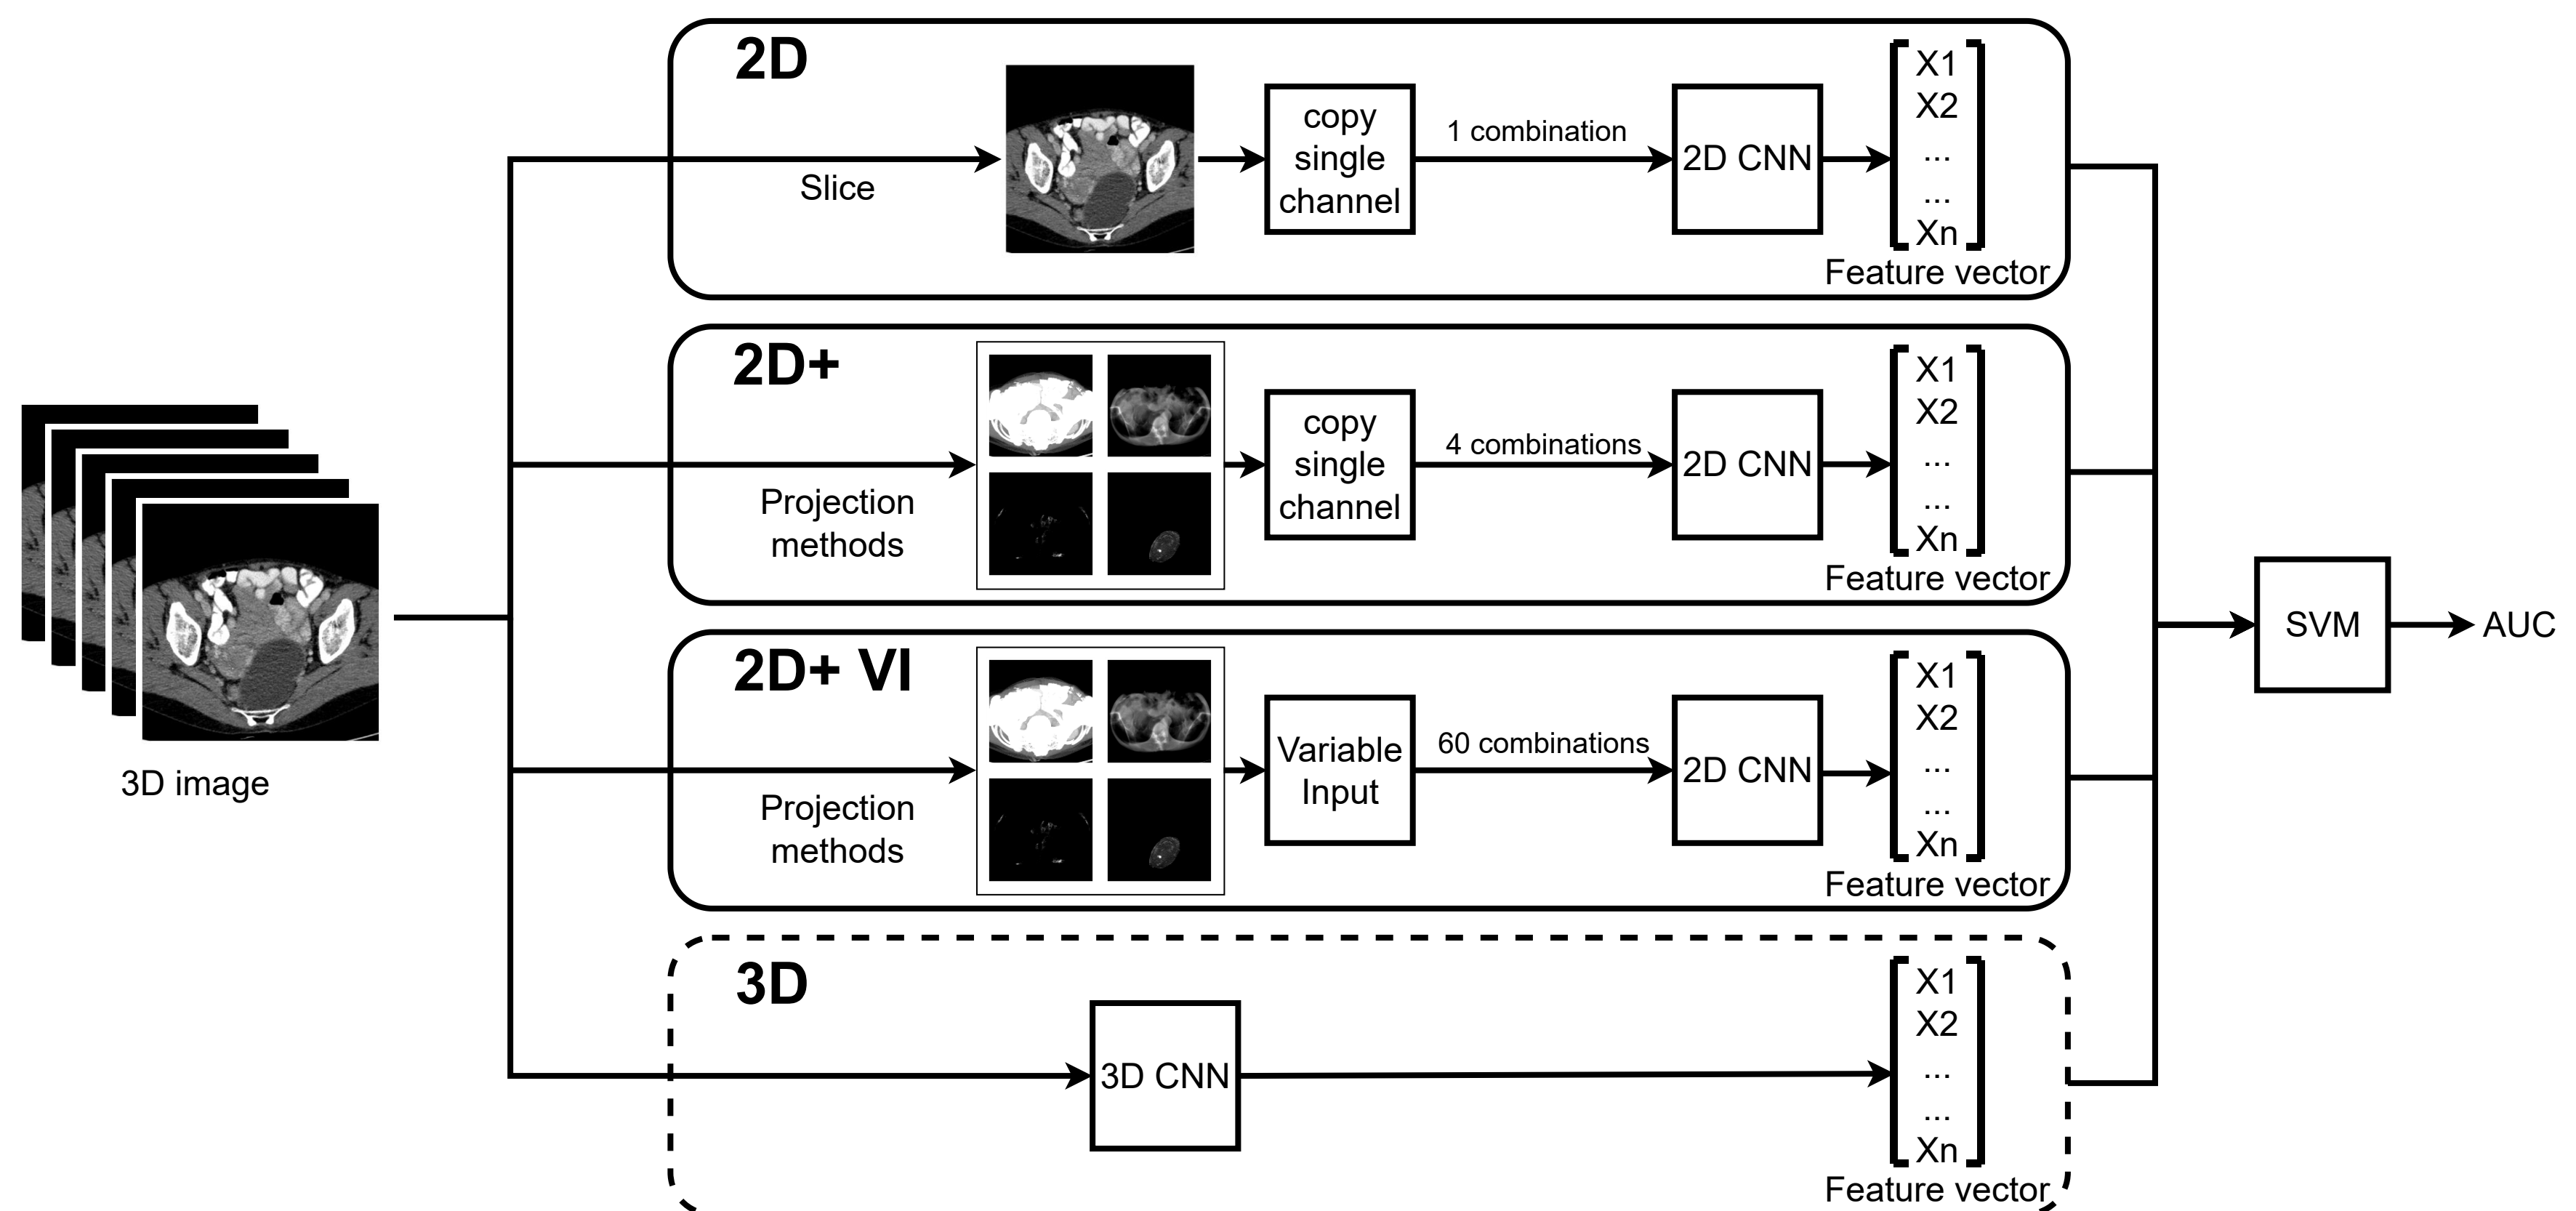 3D image
2D
Slice
copy
single
channel
1 combination
2D CNN
X1
X2
...
...
Xn
Feature vector
2D+
Projection
methods
copy
single
channel
4 combinations
2D CNN
X1
X2
...
...
Xn
Feature vector
2D+ VI
Projection
methods
Variable
Input
60 combinations
2D CNN
X1
X2
...
...
Xn
Feature vector
3D
3D CNN
X1
X2
...
...
Xn
Feature vector
SVM
AUC